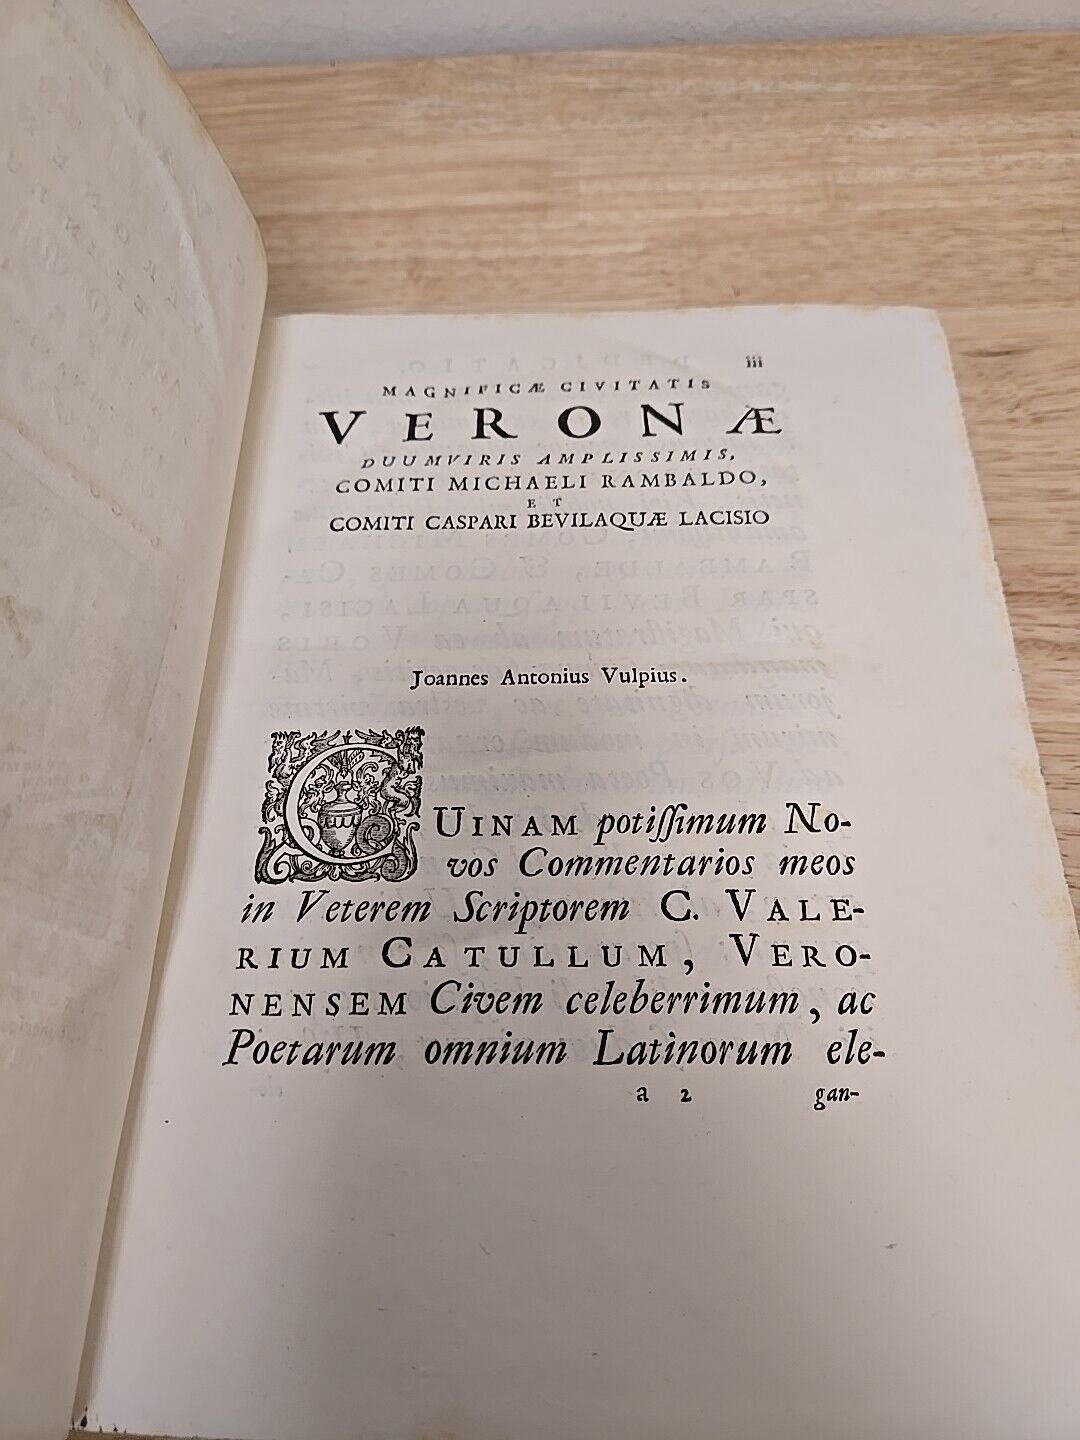 iii
MAGNIFICÆ CIVITATIS
VERONÆ
DUUMVIRIS AMPLISSIMIS,
COMITI MICHAELI RAMBALDO,
ET
COMITI CASPARI BEVILAQUÆ LACISIO
Joannes Antonius Vulpius.
CUINAM potiſſimum No-
vos Commentarios meos
in Veterem Scriptorem C. VALE-
RIUM CATULLUM, VERO-
NENSEM Civem celeberrimum, ac
Poetarum omnium Latinorum ele-
a 2 gan-